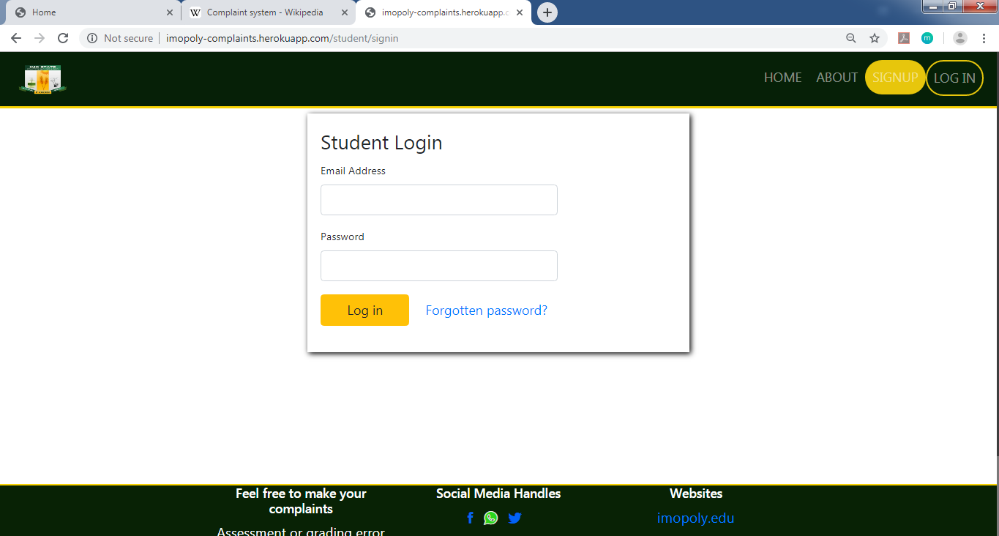 Home
Complaint system - Wikipedia
imopoly-complaints.herokuapp.c
Not secure
imopoly-complaints.herokuapp.com/student/signin
IMO STATE
HOME
ABOUT
SIGNUP
LOG IN
Student Login
Email Address
Password
Log in
Forgotten password?
Feel free to make your
complaints
Assessment or grading error
Social Media Handles
Websites
imopoly.edu